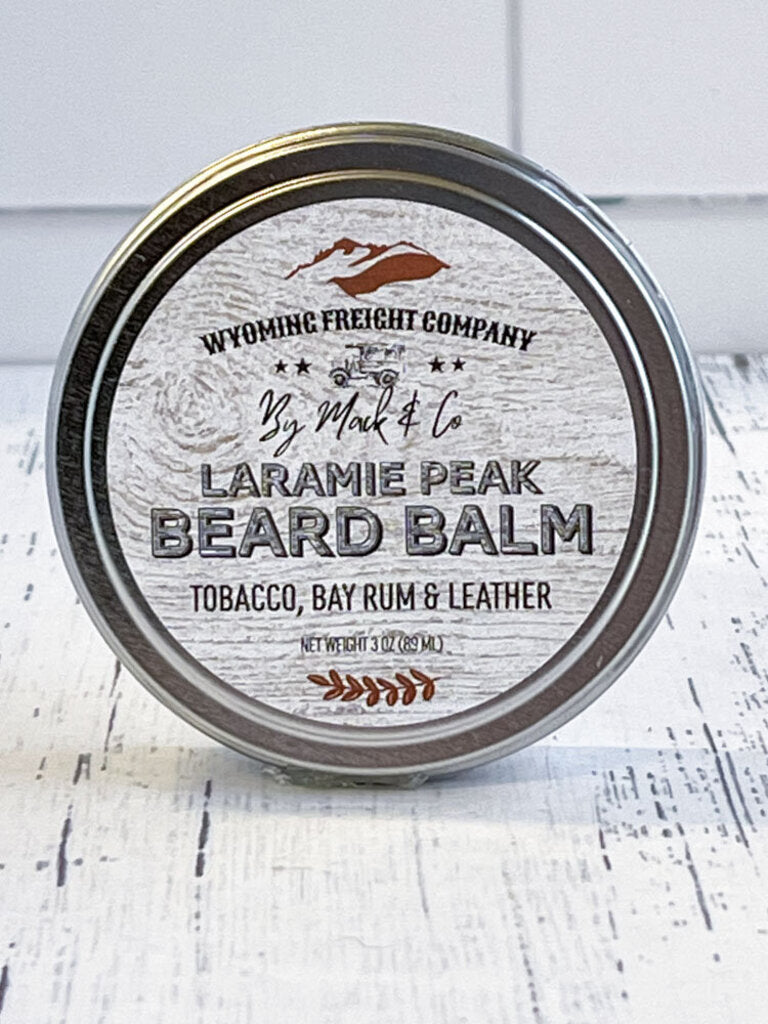 WYOMING FREIGHT COMPANY
By Mack & Co
LARAMIE PEAK
BEARD BALM
TOBACCO, BAY RUM & LEATHER
NET WEIGHT 3 OZ (89 ML)